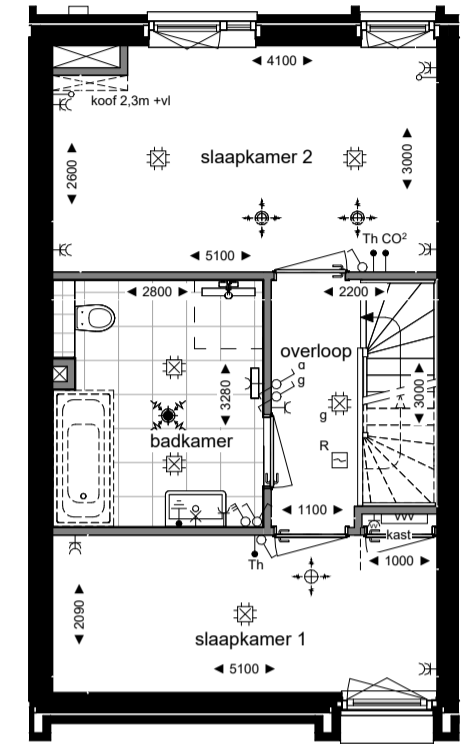 4100
koof 2,3m +vl
slaapkamer 2
2600
3000
Th CO²
5100
2800
2200
overloop
a
g
3280
3000
g
badkamer
R
1100
kast
Th
1000
2090
slaapkamer 1
5100